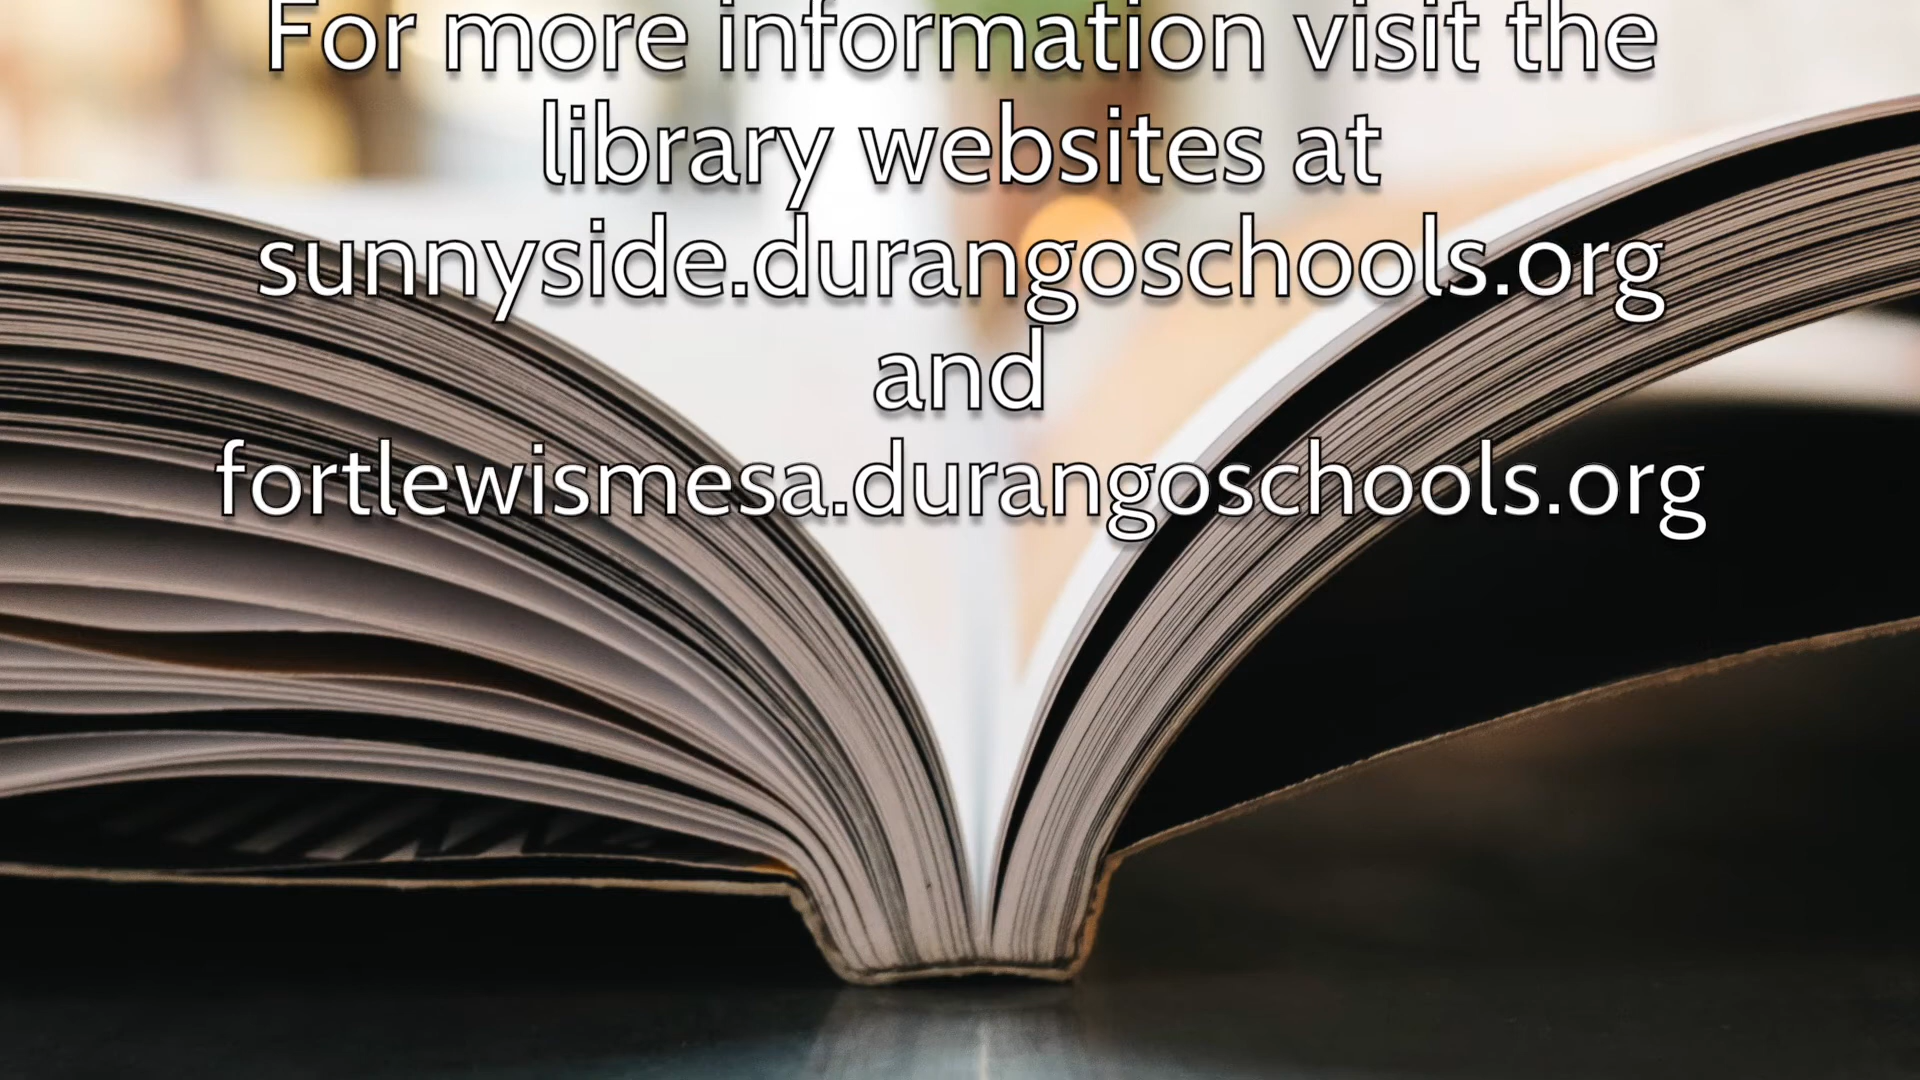 For more information visit the
library websites at
sunnyside.durangoschools.org
and
fortlewismesa.durangoschools.org